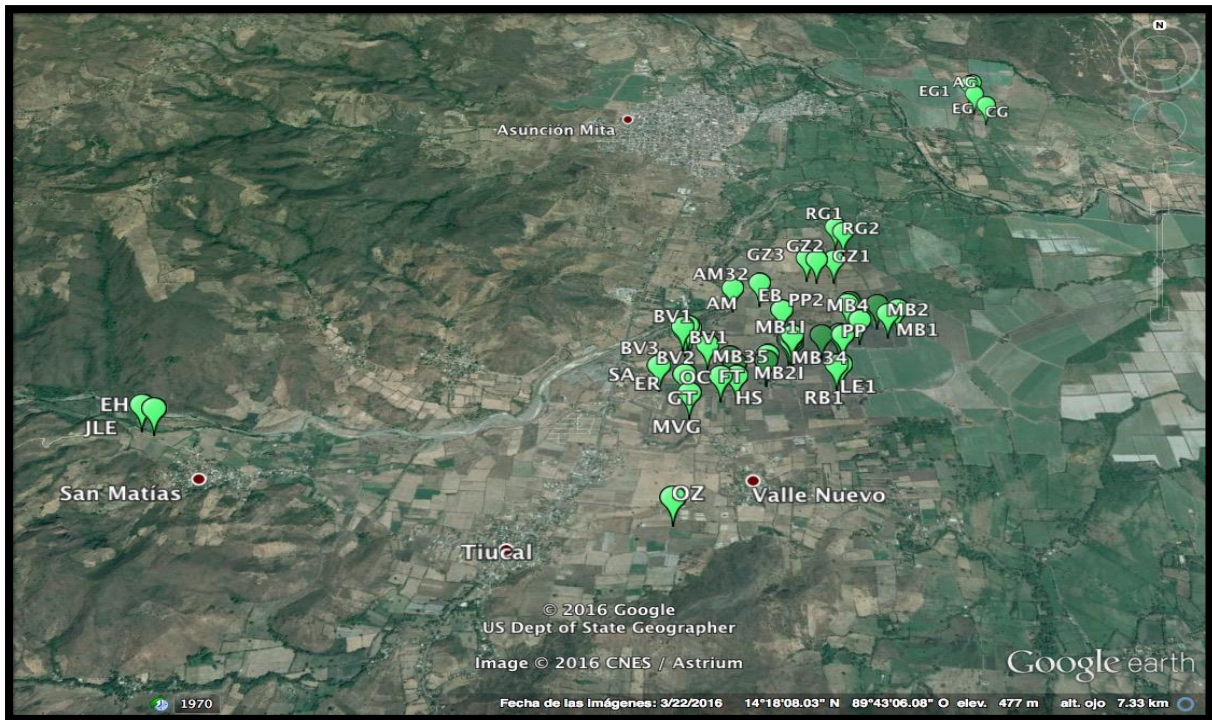 N
AG
EG1
EG CG
Asunción Mita
RG1
RG2
GZ2
GZ3 GZ1
AM32
EB PP2 MB4 MB2
AM
BV1
MB1I PP MB1
BV1
BV3 BV2 MB35 MB34
SA ER OC FT MB2I
LE1
GT HS RB1
EH
JLE MVG
San Matías
OZ Valle Nuevo
Tiucal
© 2016 Google
US Dept of State Geographer
Image © 2016 CNES / Astrium
Google earth
1970
Fecha de las imágenes: 3/22/2016 14°18'08.03" N 89°43'06.08" O elev. 477 m alt. ojo 7.33 km